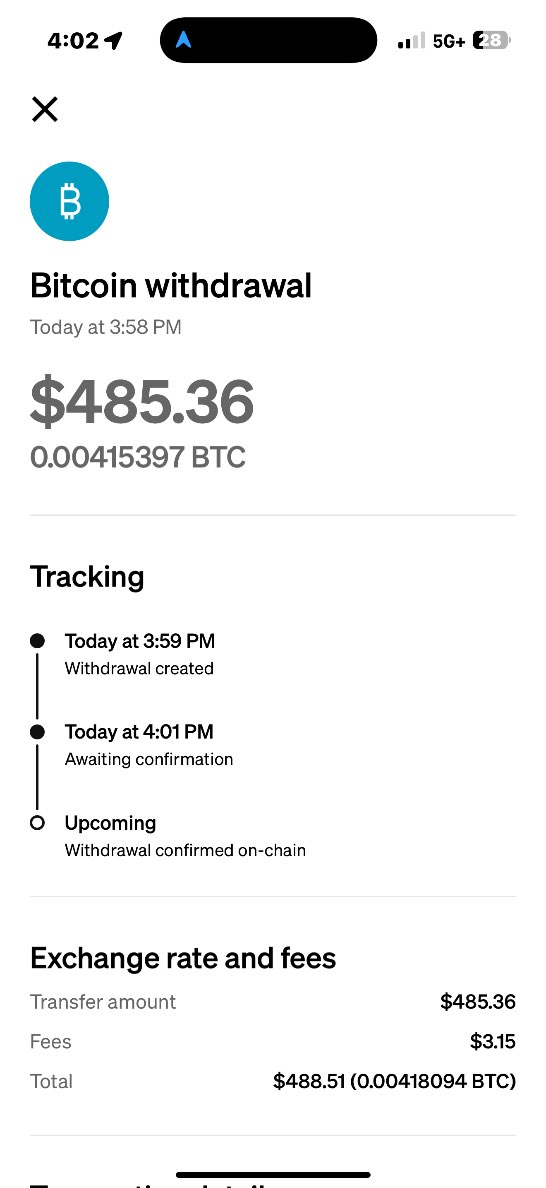 4:02
5G+
28
Bitcoin withdrawal
Today at 3:58 PM
$485.36
0.00415397 BTC
Tracking
Today at 3:59 PM
Withdrawal created
Today at 4:01 PM
Awaiting confirmation
Upcoming
Withdrawal confirmed on-chain
Exchange rate and fees
Transfer amount $485.36
Fees $3.15
Total $488.51 (0.00418094 BTC)